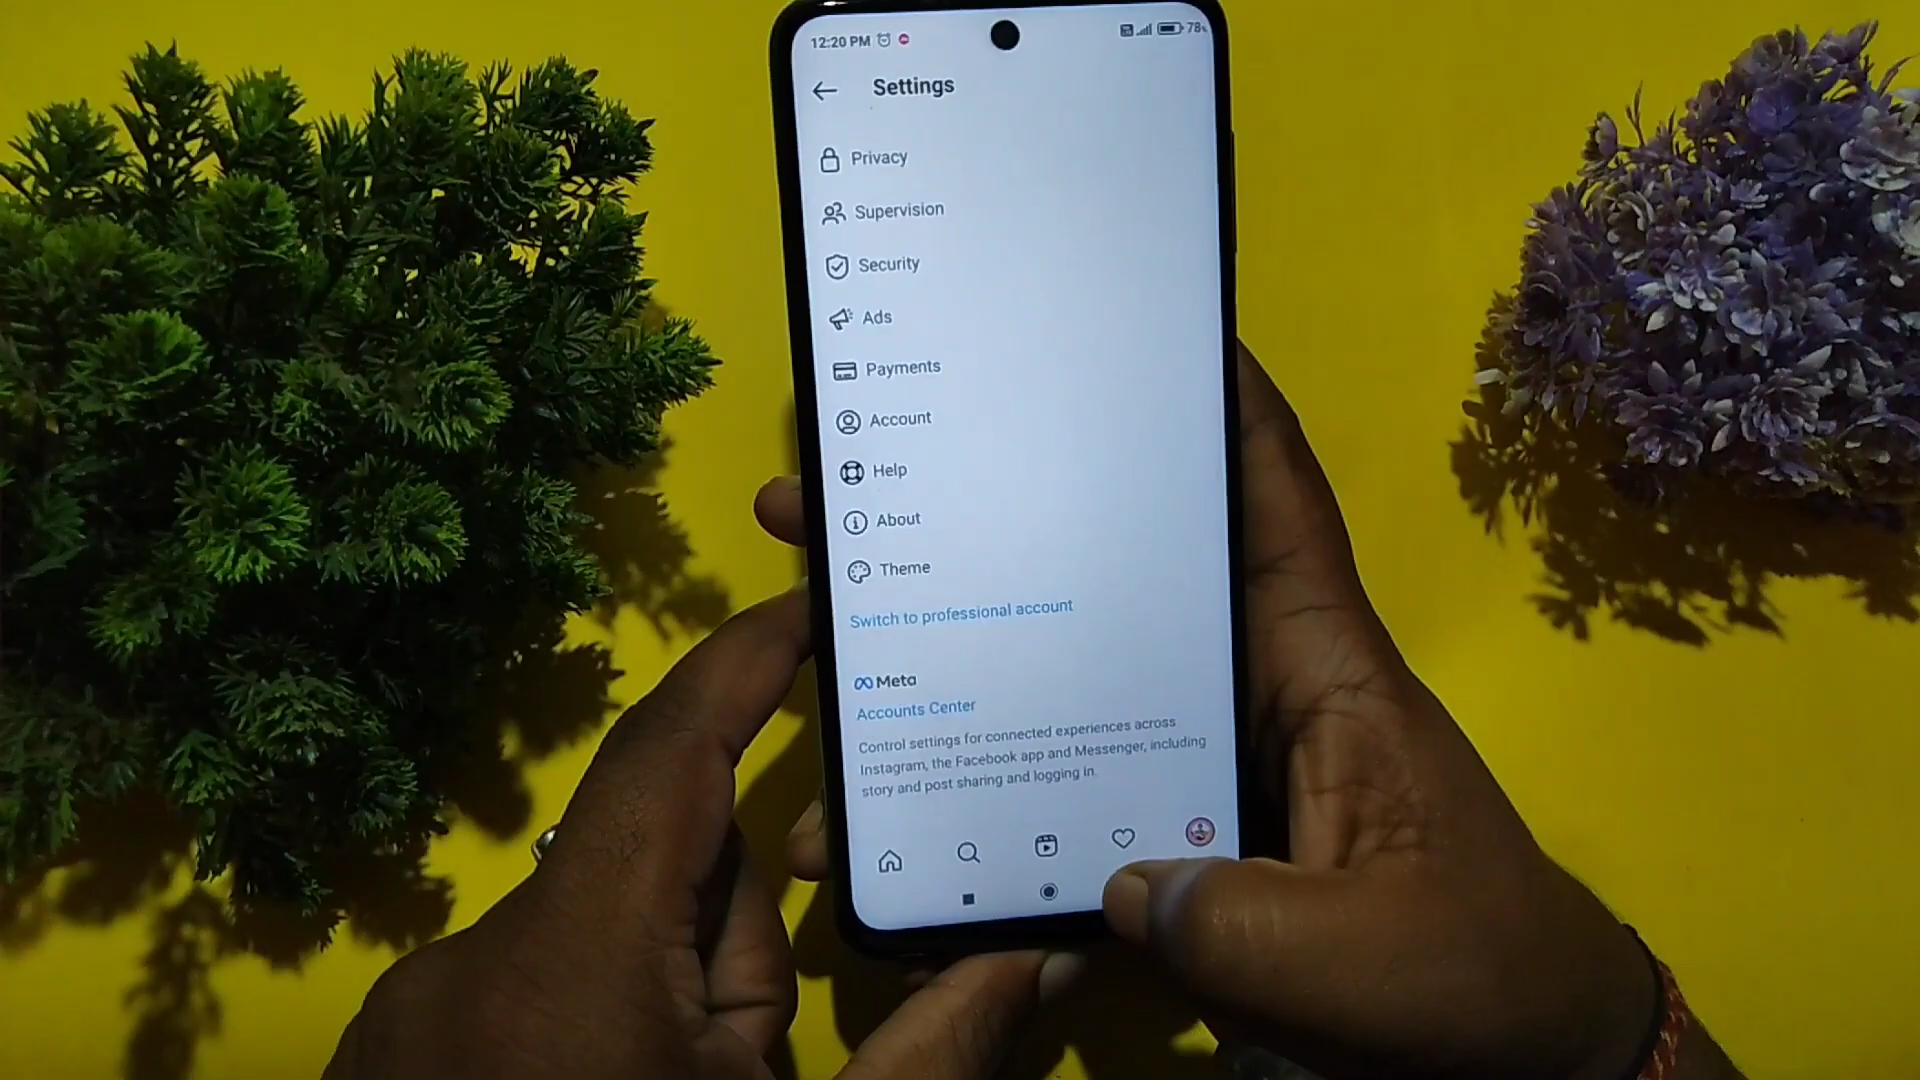 12:20 PM 78%
Settings
Privacy
Supervision
Security
Ads
Payments
Account
Help
About
Theme
Switch to professional account
Meta
Accounts Center
Control settings for connected experiences across
Instagram, the Facebook app and Messenger, including
story and post sharing and logging in.